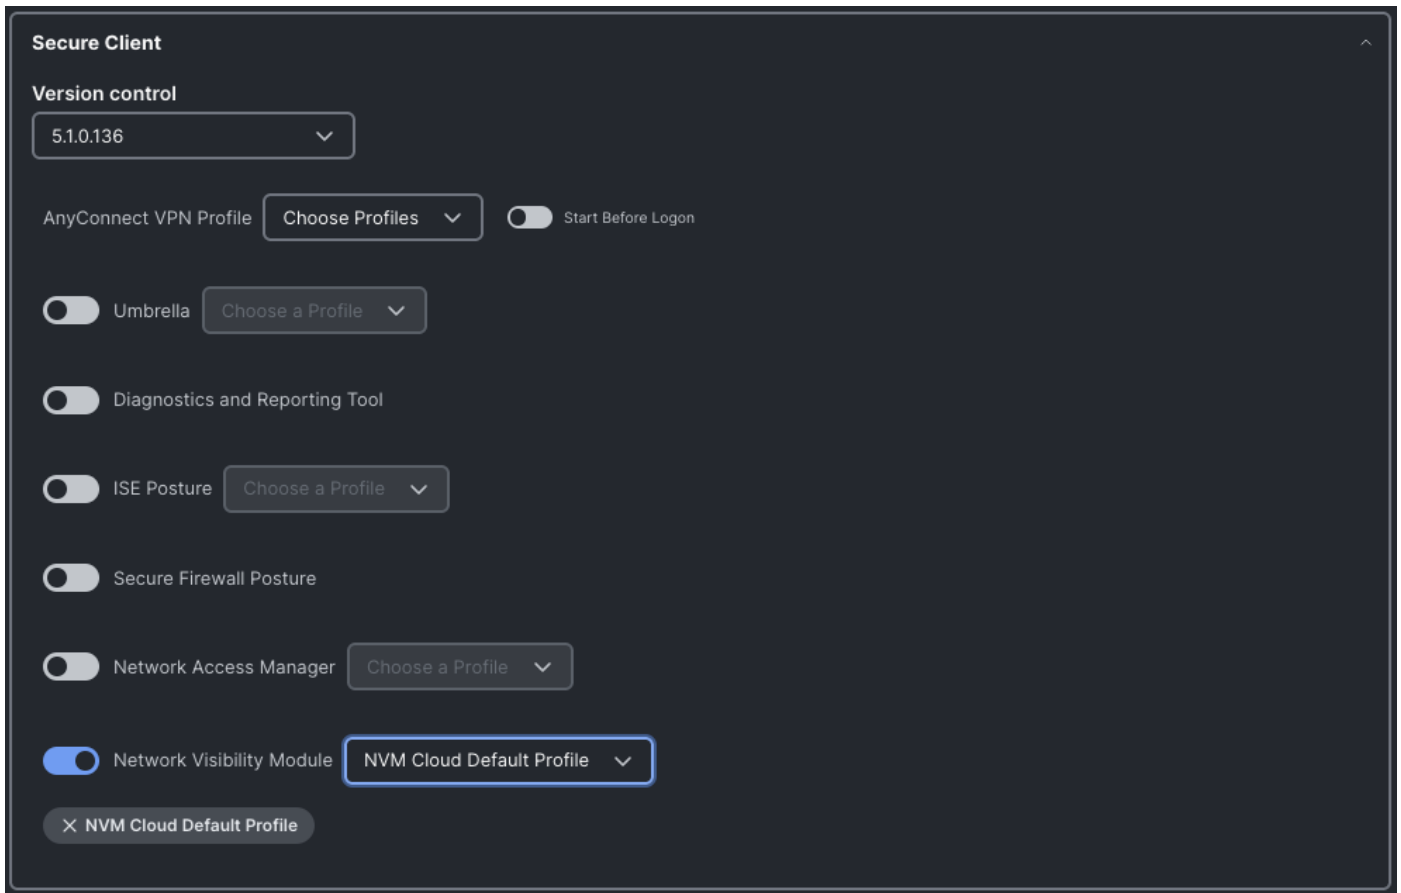 Secure Client
Version control
5.1.0.136
AnyConnect VPN Profile Choose Profiles Start Before Logon
Umbrella Choose a Profile
Diagnostics and Reporting Tool
ISE Posture Choose a Profile
Secure Firewall Posture
Network Access Manager Choose a Profile
Network Visibility Module NVM Cloud Default Profile
NVM Cloud Default Profile